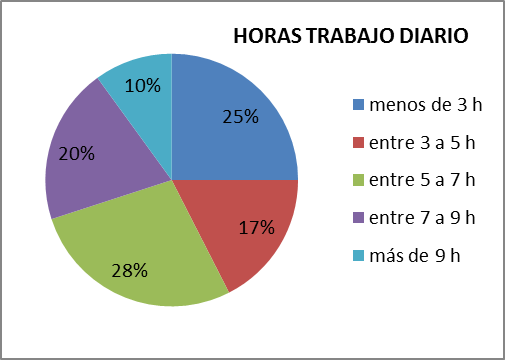 HORAS TRABAJO DIARIO
25%
17%
28%
20%
10%
menos de 3 h
entre 3 a 5 h
entre 5 a 7 h
entre 7 a 9 h
más de 9 h